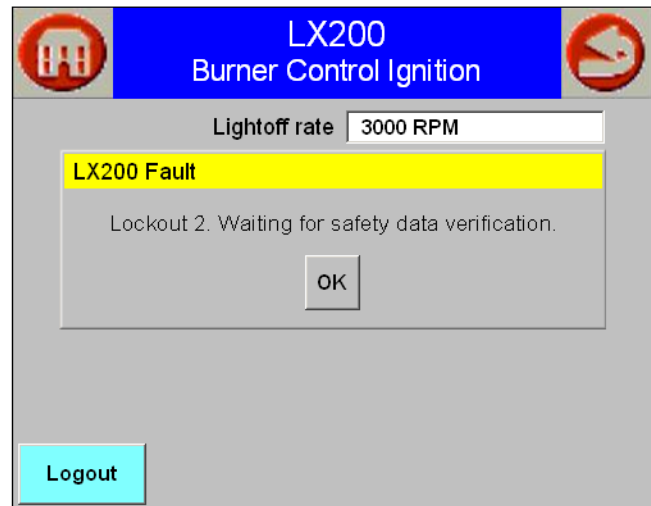 LX200
Burner Control Ignition
Lightoff rate 3000 RPM
LX200 Fault
Lockout 2. Waiting for safety data verification.
OK
Logout